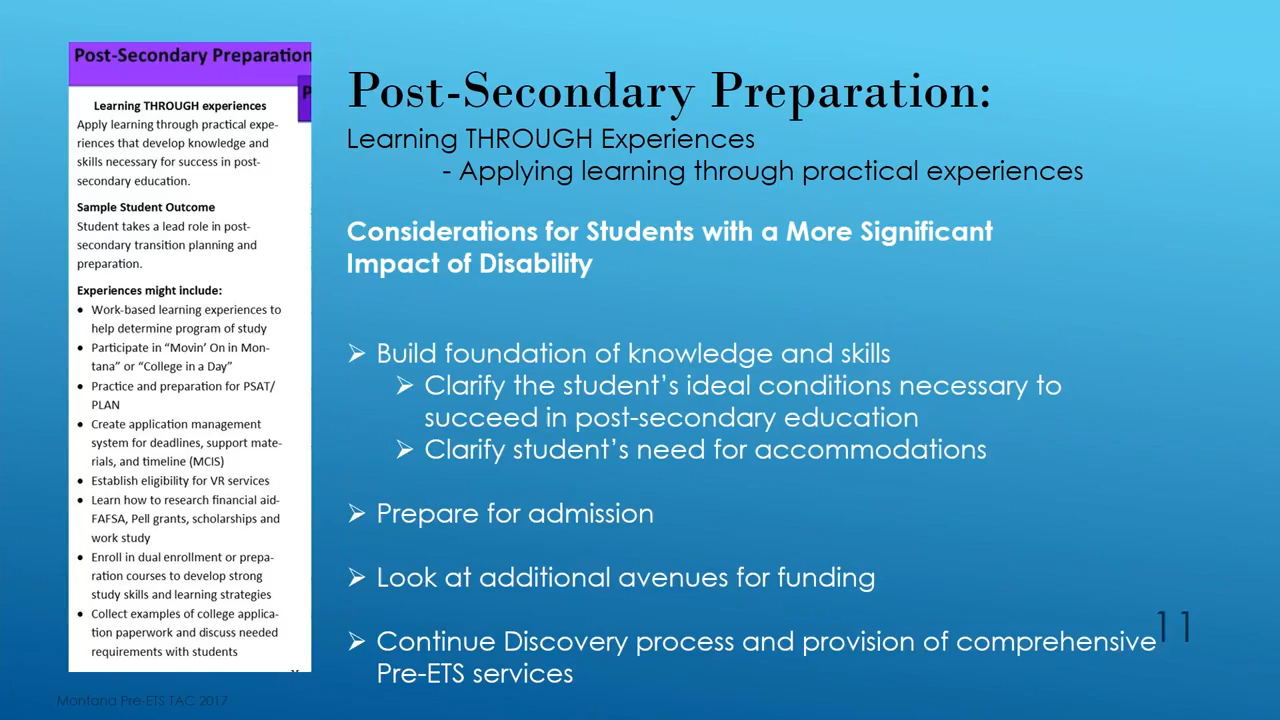 Post-Secondary Preparation
P
Learning THROUGH experiences
Apply learning through practical expe-
riences that develop knowledge and
skills necessary for success in post-
secondary education.
Sample Student Outcome
Student takes a lead role in post-
secondary transition planning and
preparation.
Experiences might include:
• Work-based learning experiences to
help determine program of study
• Participate in “Movin’ On in Mon-
tana” or “College in a Day”
• Practice and preparation for PSAT/
PLAN
• Create application management
system for deadlines, support mate-
rials, and timeline (MCIS)
• Establish eligibility for VR services
• Learn how to research financial aid-
FAFSA, Pell grants, scholarships and
work study
• Enroll in dual enrollment or prepa-
ration courses to develop strong
study skills and learning strategies
• Collect examples of college applica-
tion paperwork and discuss needed
requirements with students
Post-Secondary Preparation:
Learning THROUGH Experiences
- Applying learning through practical experiences
Considerations for Students with a More Significant
Impact of Disability
➢ Build foundation of knowledge and skills
➢ Clarify the student’s ideal conditions necessary to
succeed in post-secondary education
➢ Clarify student’s need for accommodations
➢ Prepare for admission
➢ Look at additional avenues for funding
➢ Continue Discovery process and provision of comprehensive
Pre-ETS services
11
Montana Pre-ETS TAC 2017